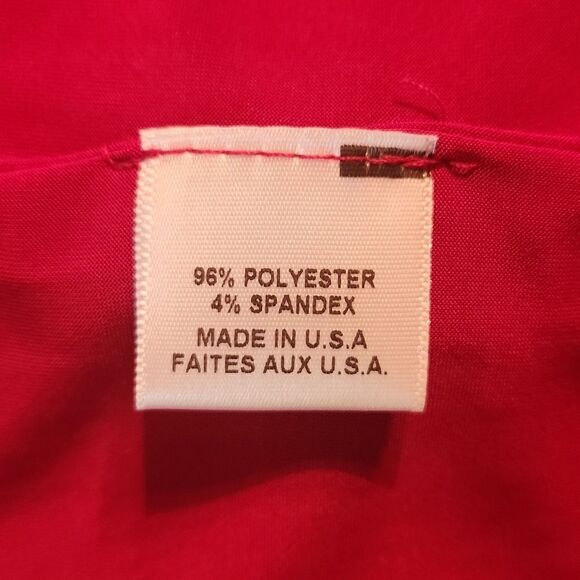 96% POLYESTER
4% SPANDEX
MADE IN U.S.A
FAITES AUX U.S.A.